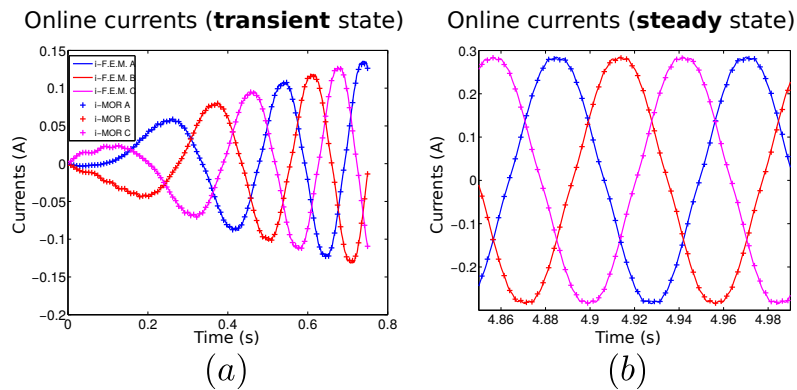 Online currents (transient state)
0.15
0.1
0.05
0
−0.05
−0.1
−0.15
−0.2
Currents (A)
i−F.E.M. A
i−F.E.M. B
i−F.E.M. C
i−MOR A
i−MOR B
i−MOR C
0
0.2
0.4
0.6
0.8
Time (s)
(a)
Online currents (steady state)
0.3
0.2
0.1
0
−0.1
−0.2
Currents (A)
4.86
4.88
4.9
4.92
4.94
4.96
4.98
Time (s)
(b)